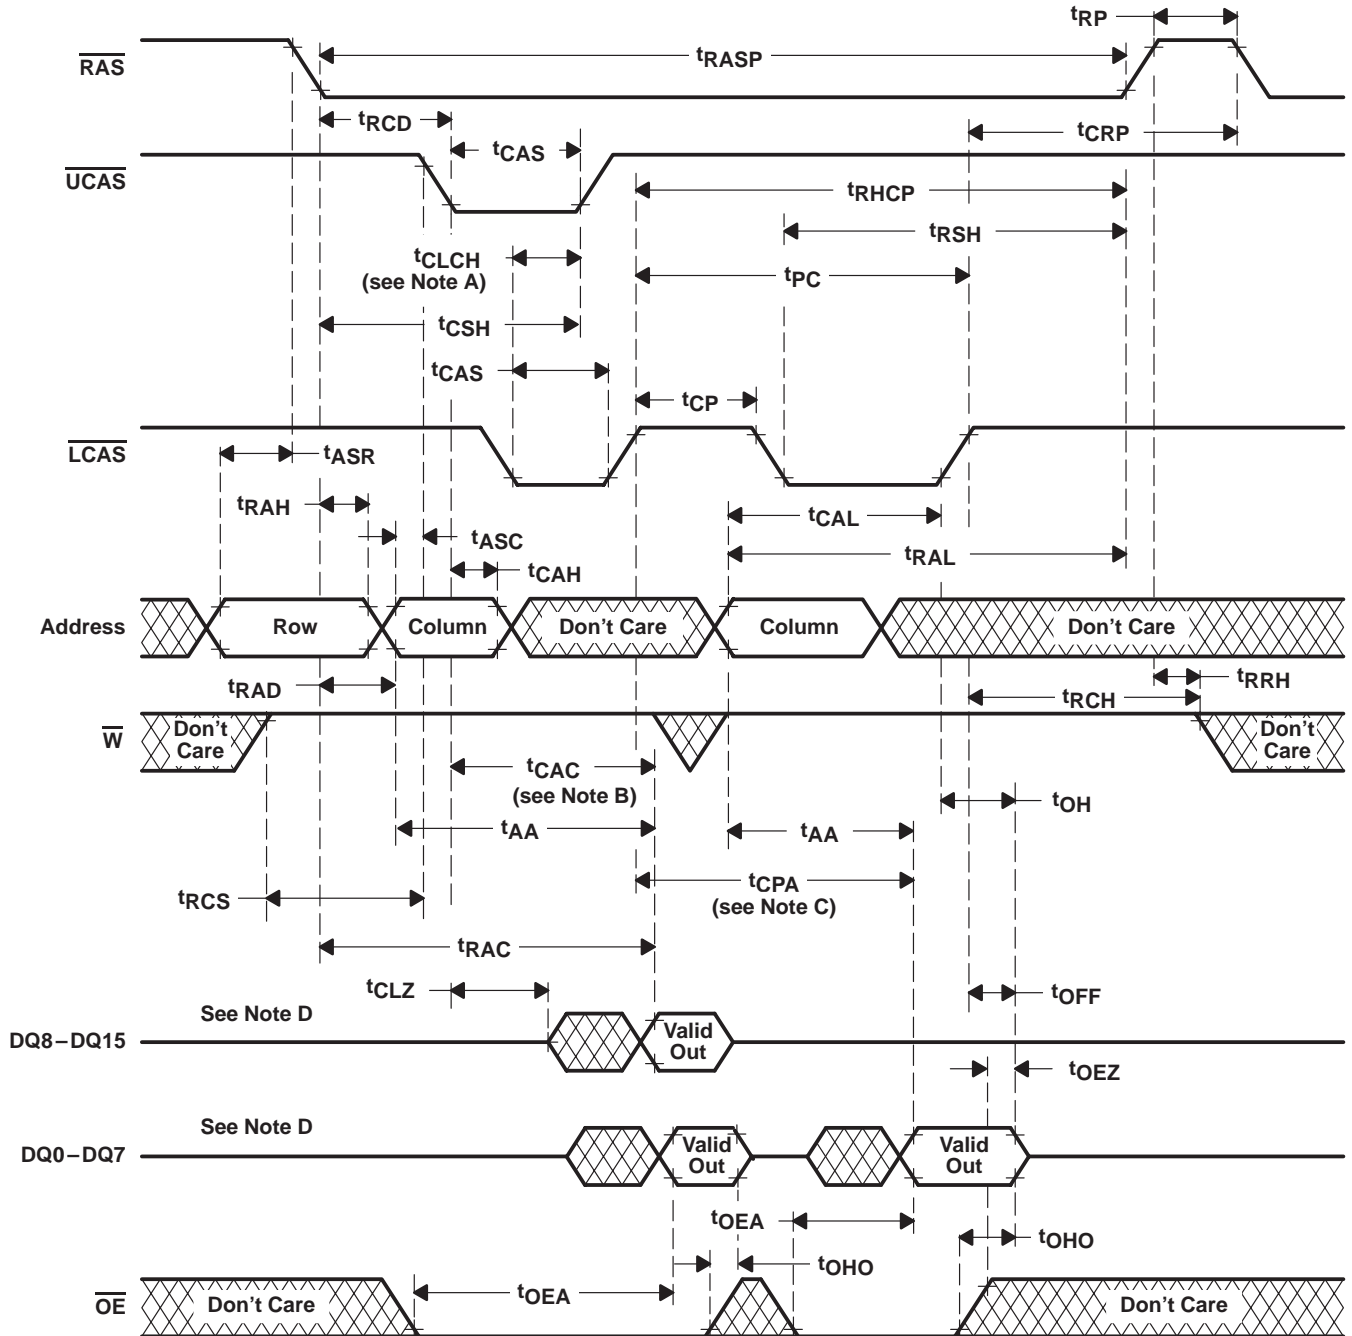 tRP
RAS
tRASP
tRCD
tCRP
tCAS
UCAS
tRHCP
tRSH
tCLCH
(see Note A)
tPC
tCSH
tCAS
tCP
LCAS
tASR
tRAH
tCAL
tASC
tRAL
tCAH
Address
Row
Column
Don't Care
Column
Don't Care
tRAD
tRRH
tRCH
W
Don't
Care
Don't
Care
tCAC
(see Note B)
tOH
tAA
tAA
tRCS
tCPA
(see Note C)
tRAC
tCLZ
tOFF
See Note D
DQ8–DQ15
Valid
Out
tOEZ
See Note D
DQ0–DQ7
Valid
Out
Valid
Out
tOEA
tOHO
tOHO
tOEA
OE
Don't Care
Don't Care